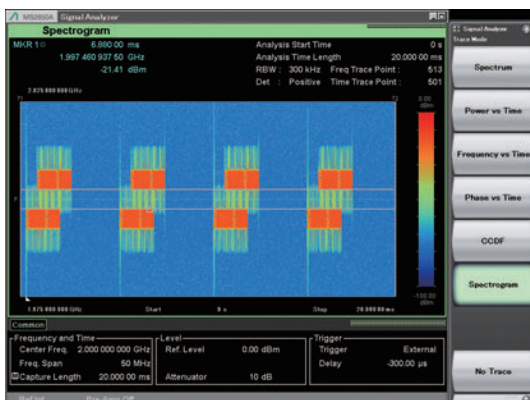 MS2850A Signal Analyzer
Spectrogram
MKR 1
6.880 00 ms
1.997 460 937 50 GHz
-21.41 dBm
Analysis Start Time 0 s
Analysis Time Length 20.000 00 ms
RBW : 300 kHz Freq Trace Point : 513
Det : Positive Time Trace Point : 501
2.025 000 000 GHz
T1
T2
0.00
dBm
F
-100.00
dBm
1.975 000 000 GHz Start 0 s Stop 20.000 00 ms
Common
Frequency and Time
Center Freq. 2.000 000 000 GHz
Freq. Span 50 MHz
Capture Length 20.000 00 ms
Level
Ref. Level 0.00 dBm
Attenuator 10 dB
Trigger
Trigger External
Delay -300.00 µs
Signal Analyzer
Trace Mode
Spectrum
Power vs Time
Frequency vs Time
Phase vs Time
CCDF
Spectrogram
No Trace
Ref.Int Pre-Amp Off